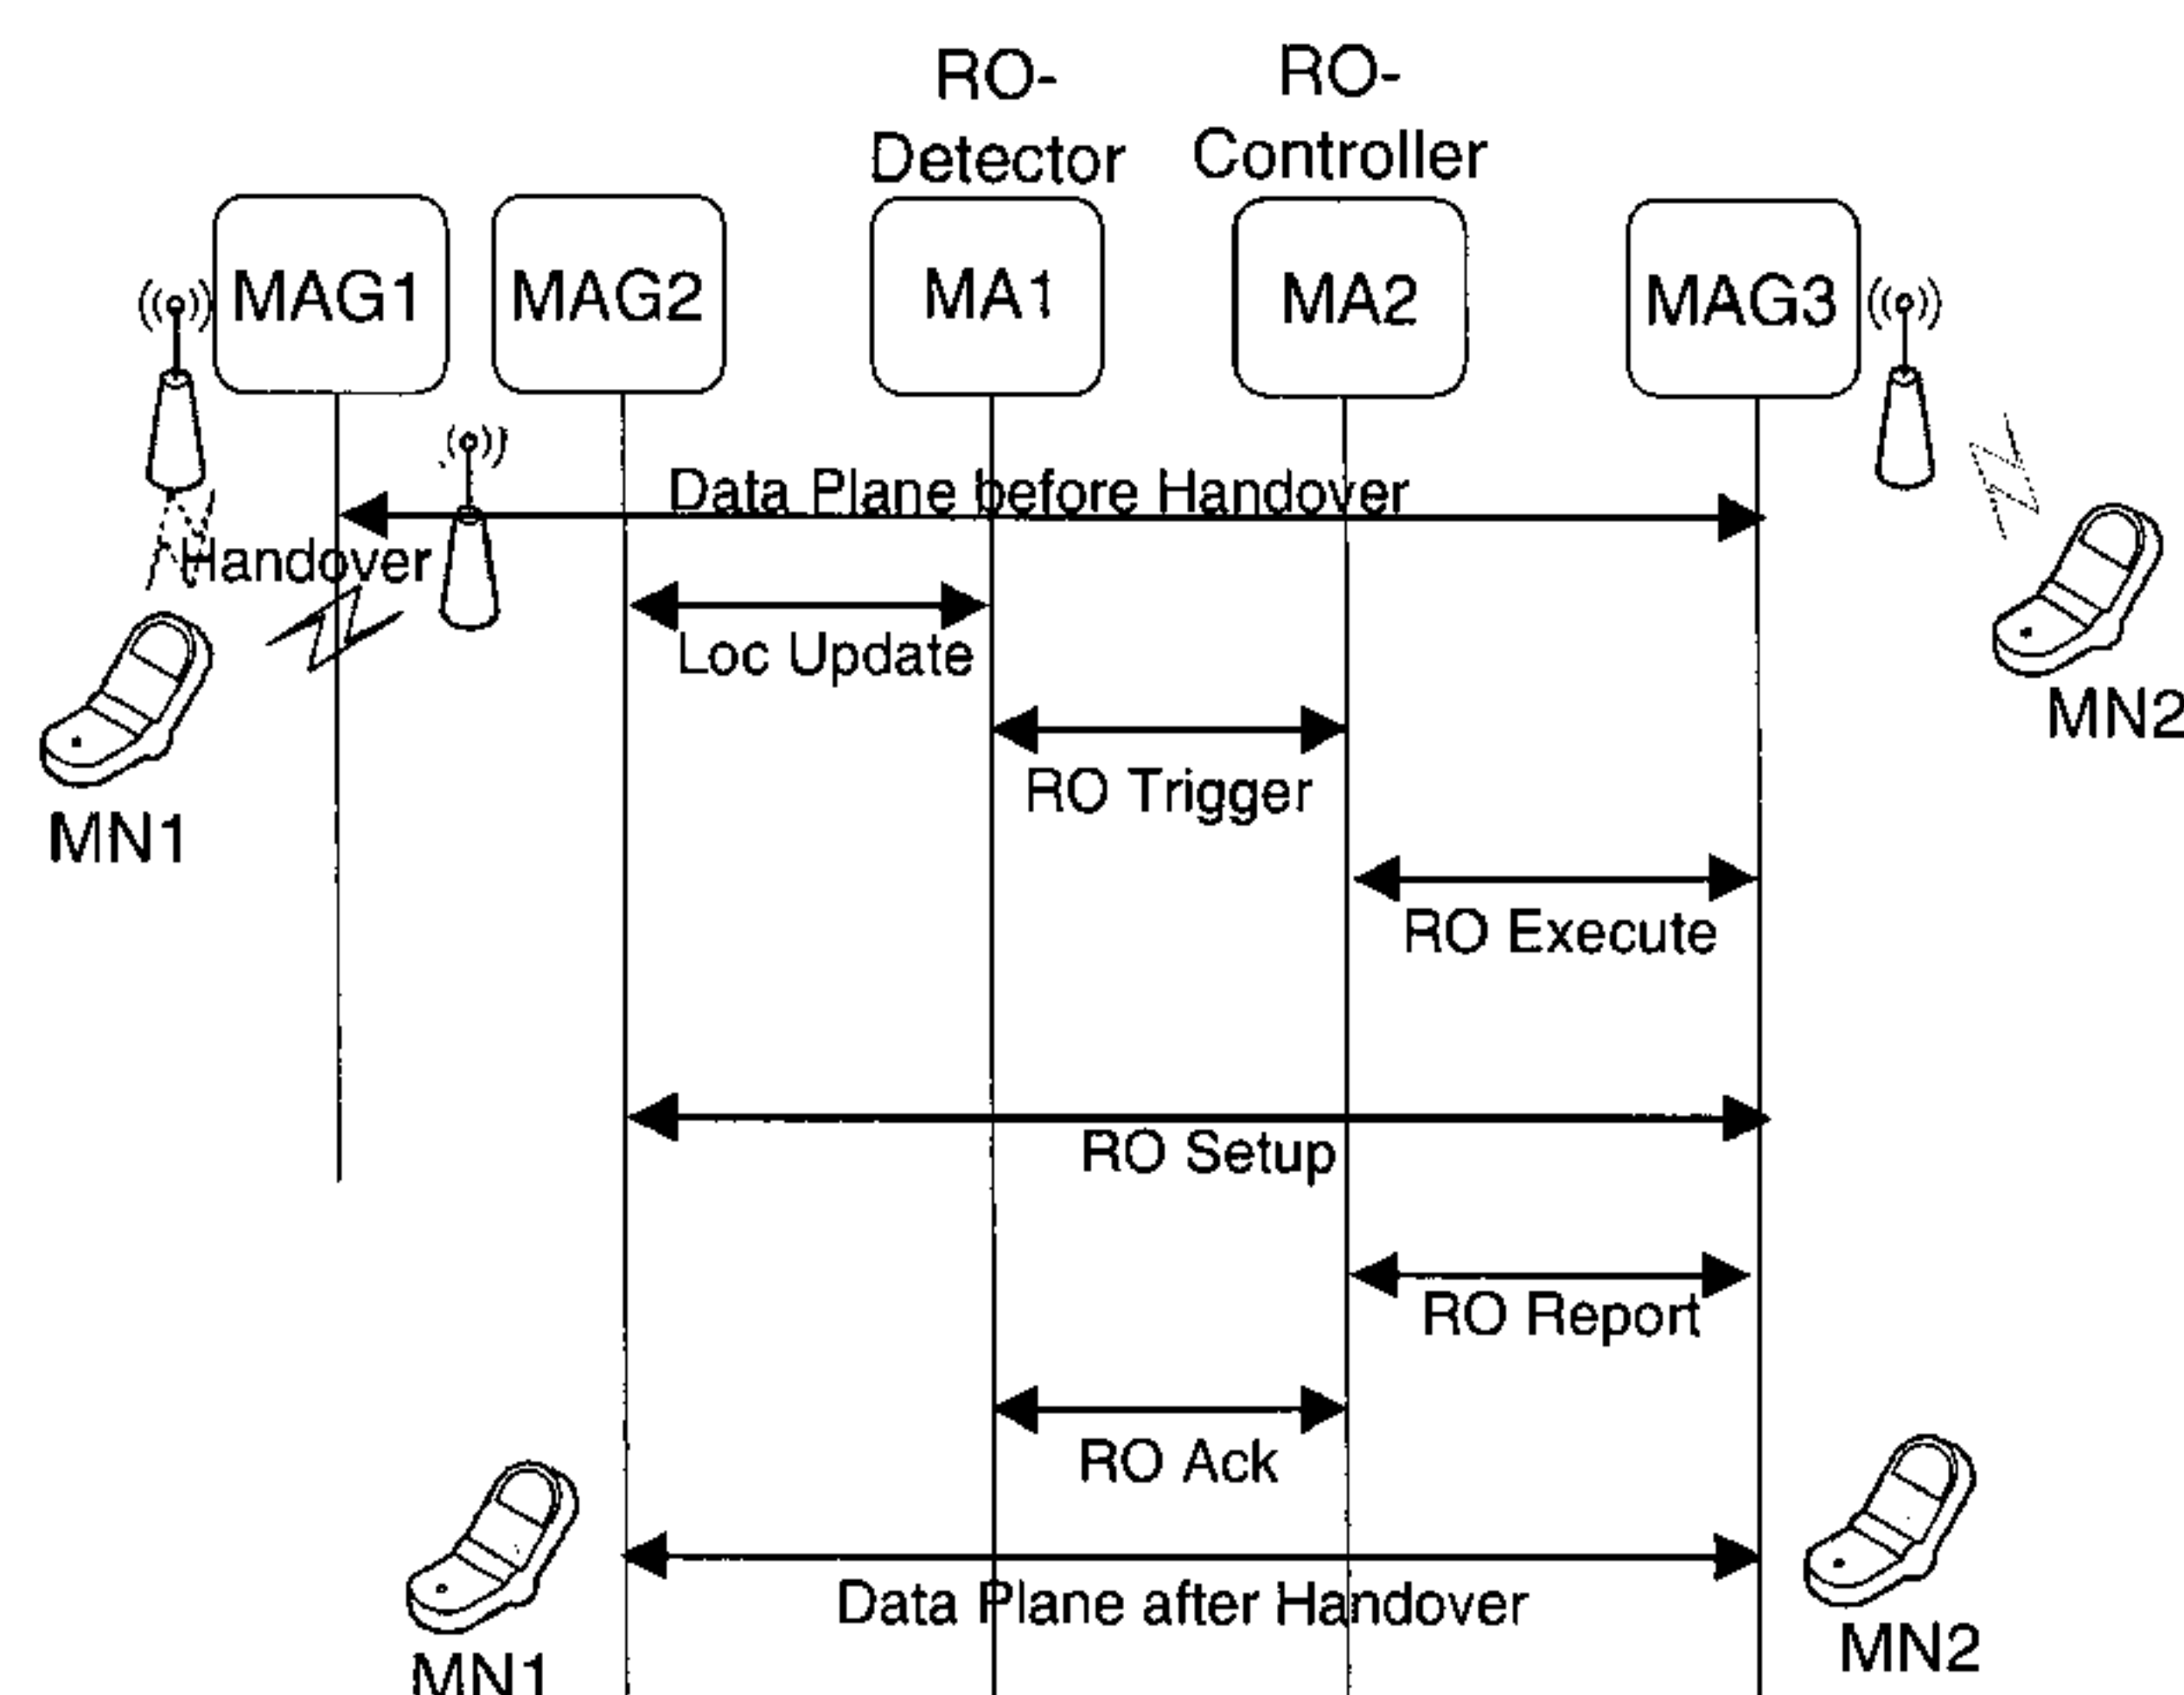 RO-
Detector
RO-
Controller
MAG1
MAG2
MA1
MA2
MAG3
Data Plane before Handover
Handover
Loc Update
MN2
RO Trigger
MN1
RO Execute
RO Setup
RO Report
RO Ack
Data Plane after Handover
MN2
MN1